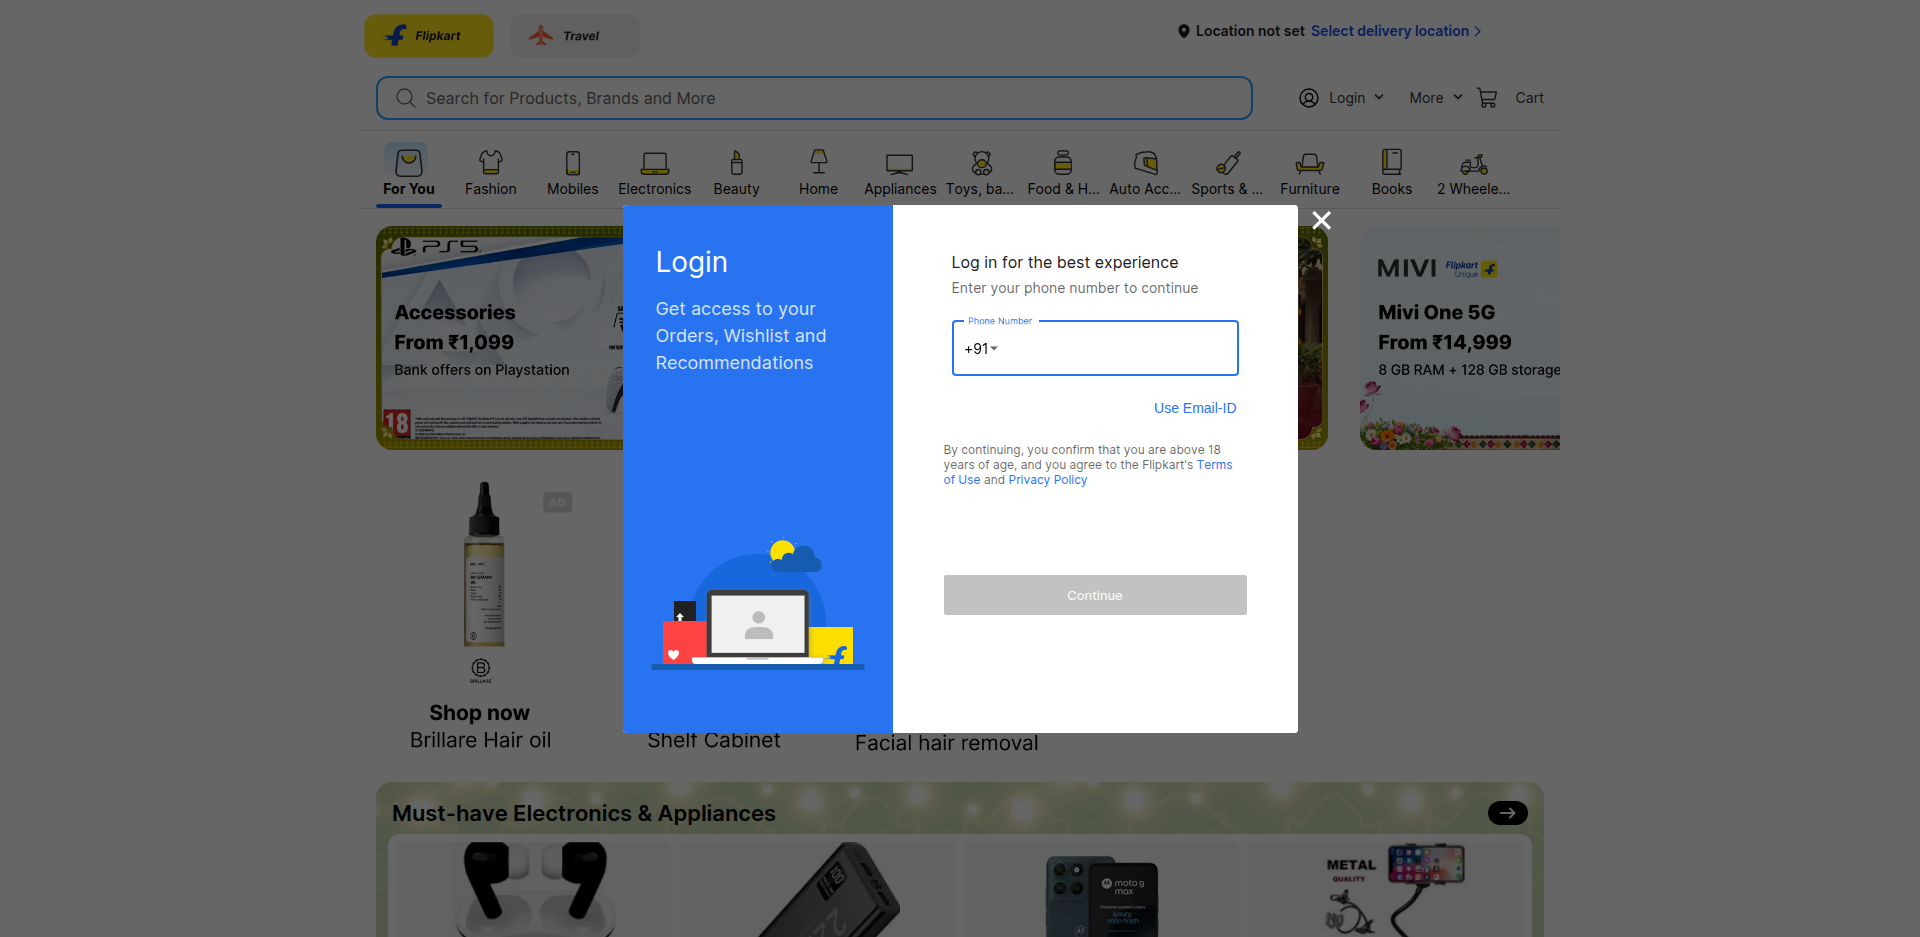 Flipkart
Travel
Location not set Select delivery location
Search for Products, Brands and More
Login
More
Cart
For You
Fashion
Mobiles
Electronics
Beauty
Home
Appliances
Toys, ba...
Food & H...
Auto Acc...
Sports & ...
Furniture
Books
2 Wheele...
PS5
Accessories
From ₹1,099
Bank offers on Playstation
18
Login
Get access to your
Orders, Wishlist and
Recommendations
Log in for the best experience
Enter your phone number to continue
Phone Number
+91
Use Email-ID
By continuing, you confirm that you are above 18
years of age, and you agree to the Flipkart's Terms
of Use and Privacy Policy
Continue
MIVI Flipkart
Unique
Mivi One 5G
From ₹14,999
8 GB RAM + 128 GB storage
AD
BRILLARE
Shop now
Brillare Hair oil
Shelf Cabinet
Facial hair removal
Must-have Electronics & Appliances
100
moto g
max
METAL
QUALITY